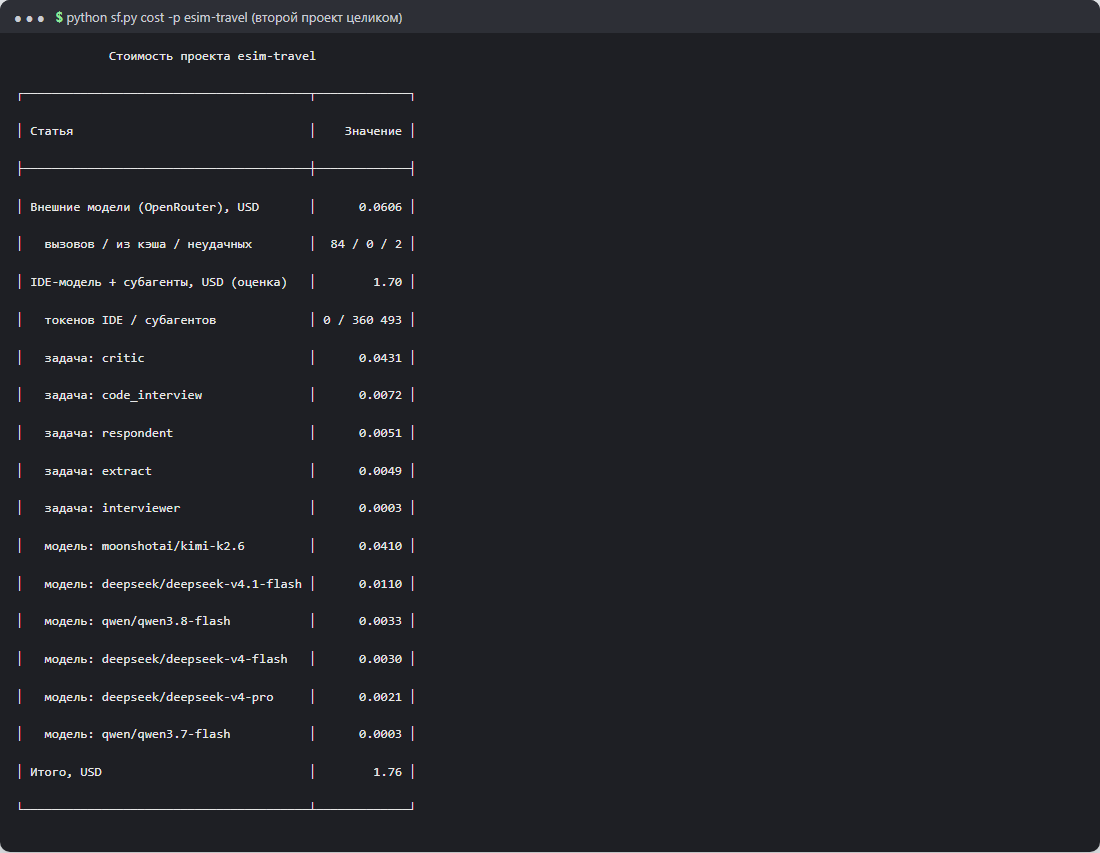 $ python sf.py cost -p esim-travel (второй проект целиком)
Стоимость проекта esim-travel
Статья Значение
Внешние модели (OpenRouter), USD 0.0606
вызовов / из кэша / неудачных 84 / 0 / 2
IDE-модель + субагенты, USD (оценка) 1.70
токенов IDE / субагентов 0 / 360 493
задача: critic 0.0431
задача: code_interview 0.0072
задача: respondent 0.0051
задача: extract 0.0049
задача: interviewer 0.0003
модель: moonshotai/kimi-k2.6 0.0410
модель: deepseek/deepseek-v4.1-flash 0.0110
модель: qwen/qwen3.8-flash 0.0033
модель: deepseek/deepseek-v4-flash 0.0030
модель: deepseek/deepseek-v4-pro 0.0021
модель: qwen/qwen3.7-flash 0.0003
Итого, USD 1.76